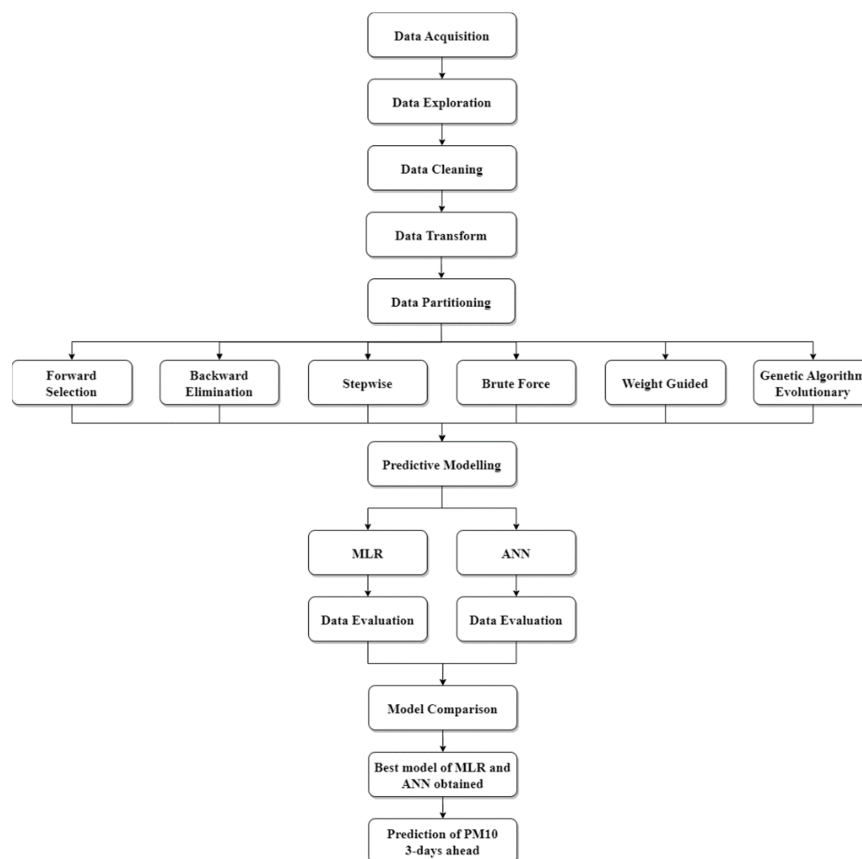 Data Acquisition
Data Exploration
Data Cleaning
Data Transform
Data Partitioning
Forward
Selection
Backward
Elimination
Stepwise
Brute Force
Weight Guided
Genetic Algorithm
Evolutionary
Predictive Modelling
MLR
ANN
Data Evaluation
Data Evaluation
Model Comparison
Best model of MLR and
ANN obtained
Prediction of PM10
3-days ahead